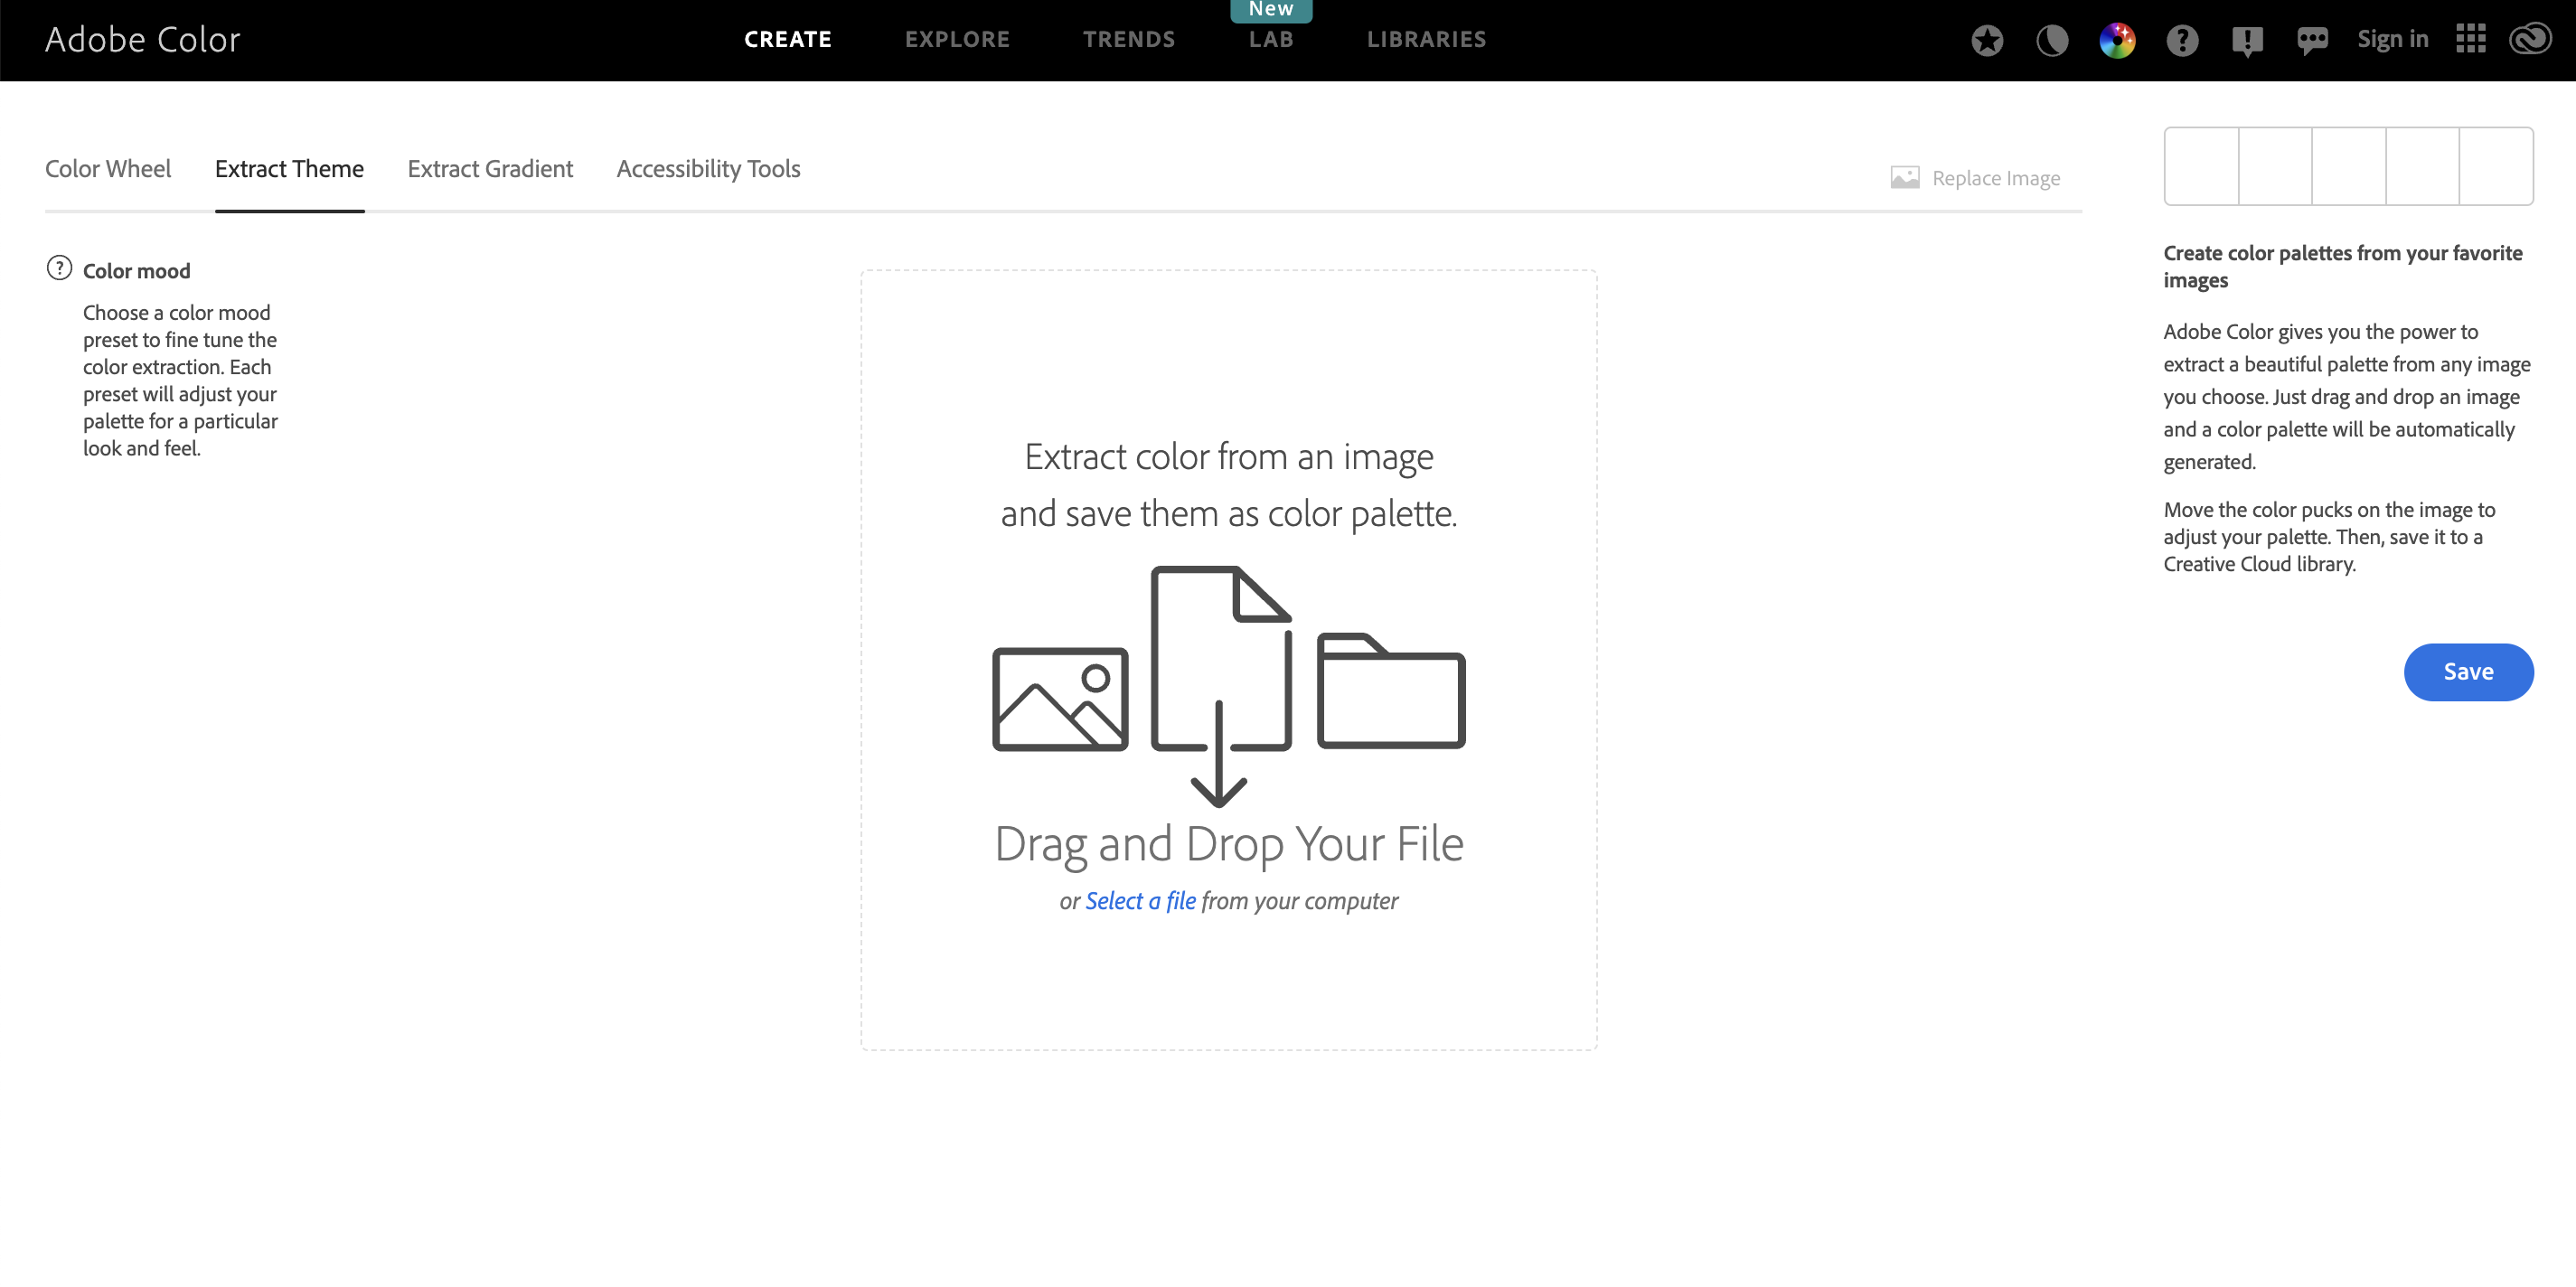 Adobe Color
CREATE
EXPLORE
TRENDS
New
LAB
LIBRARIES
Sign in
Color Wheel
Extract Theme
Extract Gradient
Accessibility Tools
Replace Image
Color mood
Choose a color mood
preset to fine tune the
color extraction. Each
preset will adjust your
palette for a particular
look and feel.
Extract color from an image
and save them as color palette.
Drag and Drop Your File
or Select a file from your computer
Create color palettes from your favorite
images
Adobe Color gives you the power to
extract a beautiful palette from any image
you choose. Just drag and drop an image
and a color palette will be automatically
generated.
Move the color pucks on the image to
adjust your palette. Then, save it to a
Creative Cloud library.
Save